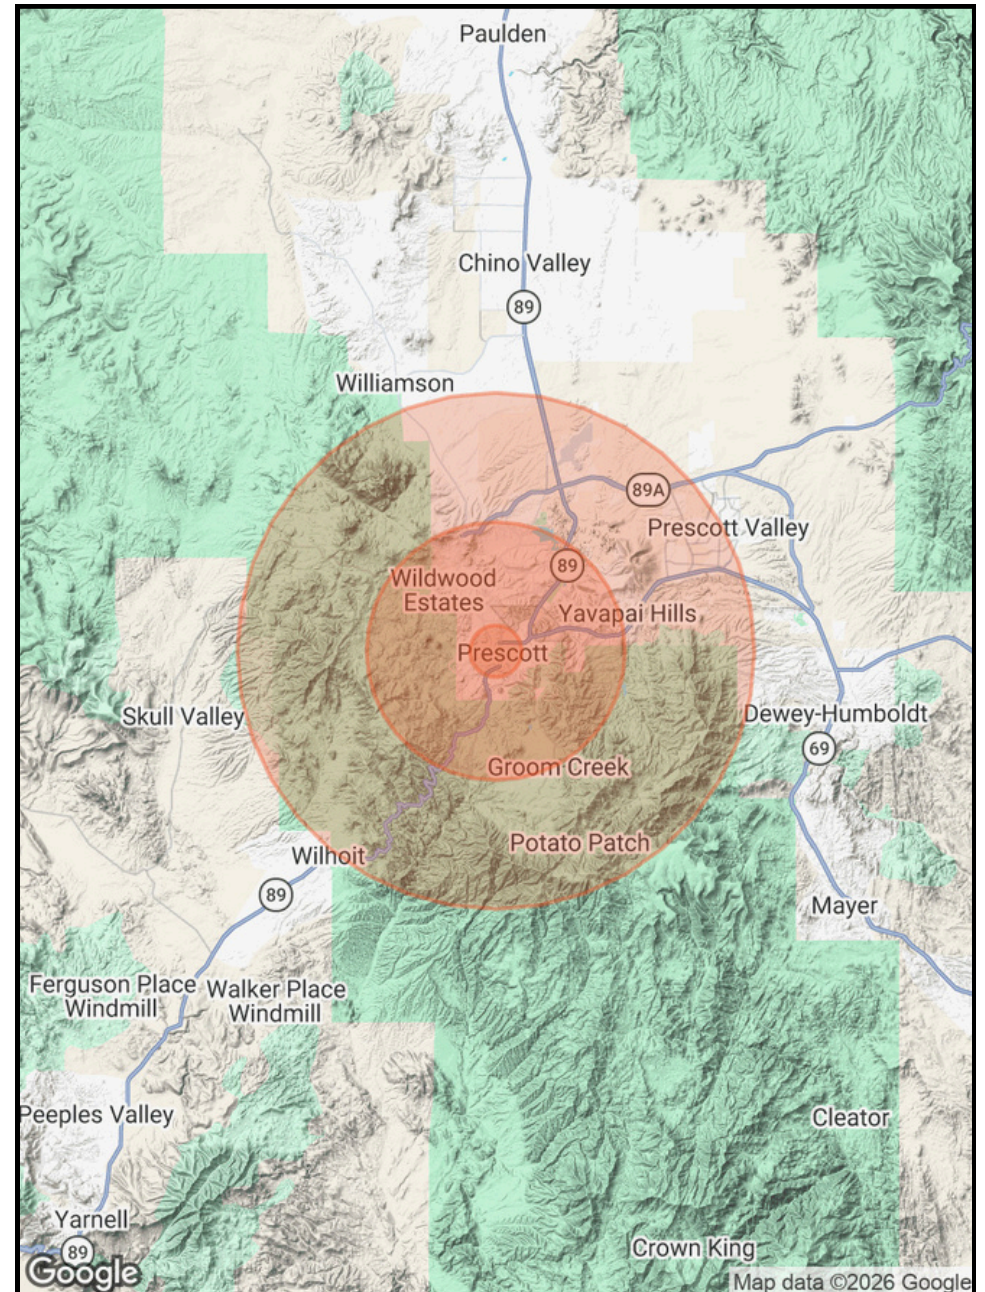 Paulden
Chino Valley
89
Williamson
89A
Prescott Valley
89
Wildwood
Estates
Yavapai Hills
Prescott
Skull Valley
Dewey-Humboldt
69
Groom Creek
Potato Patch
Wilhoit
89
Mayer
Ferguson Place
Windmill
Walker Place
Windmill
Peeples Valley
Cleator
Yarnell
89
Crown King
Google
Map data ©2026 Google